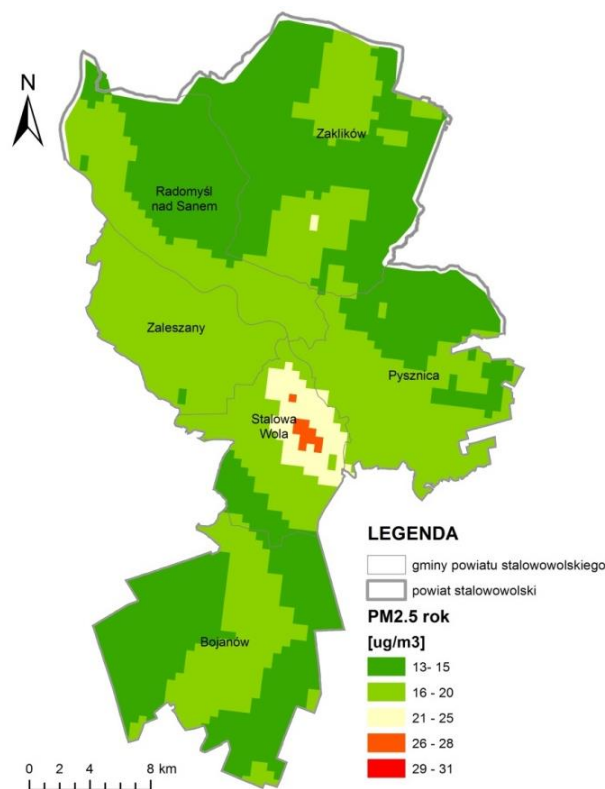 N
Zaklików
Radomyśl
nad Sanem
Zaleszany
Pysznica
Stalowa
Wola
Bojanów
LEGENDA
gminy powiatu stalowowolskiego
powiat stalowowolski
PM2.5 rok
[ug/m3]
13- 15
16 - 20
21 - 25
26 - 28
29 - 31
0 2 4 8 km